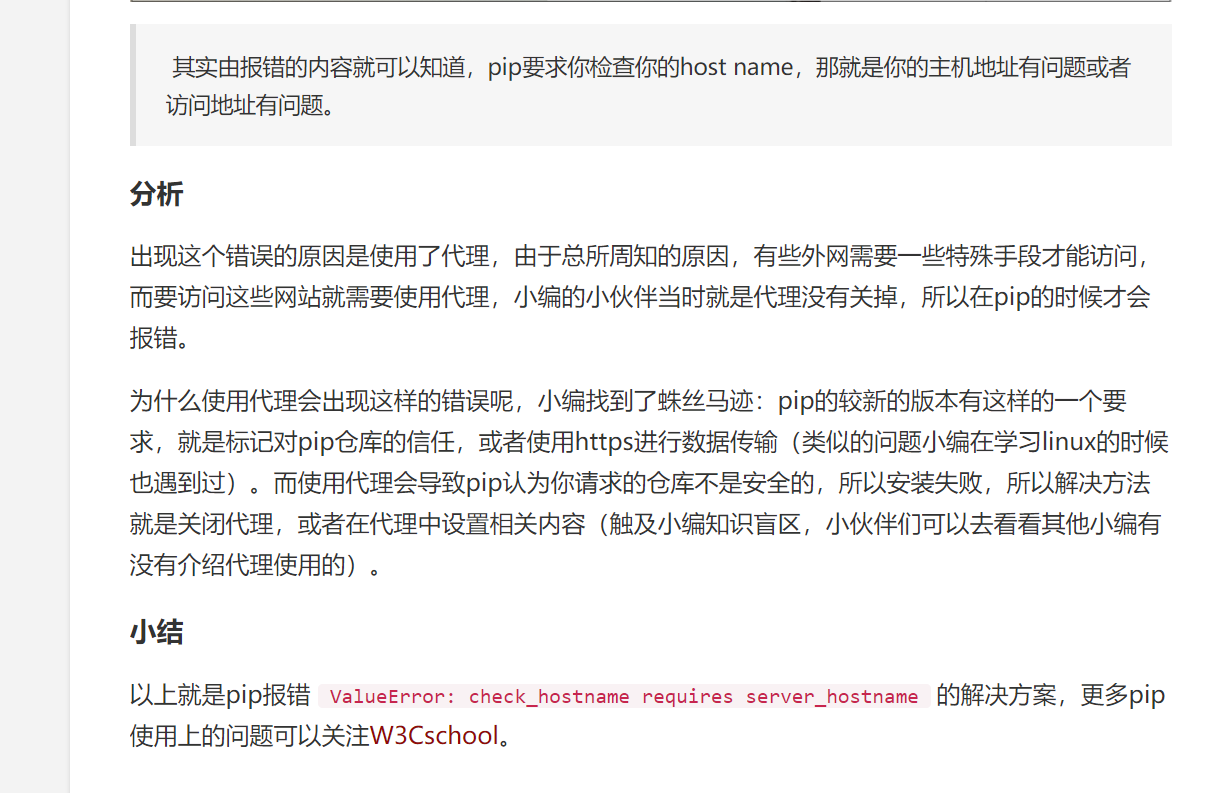 其实由报错的内容就可以知道，pip要求你检查你的host name，那就是你的主机地址有问题或者
访问地址有问题。
分析
出现这个错误的原因是使用了代理，由于总所周知的原因，有些外网需要一些特殊手段才能访问，
而要访问这些网站就需要使用代理，小编的小伙伴当时就是代理没有关掉，所以在pip的时候才会
报错。
为什么使用代理会出现这样的错误呢，小编找到了蛛丝马迹：pip的较新的版本有这样的一个要
求，就是标记对pip仓库的信任，或者使用https进行数据传输（类似的问题小编在学习linux的时候
也遇到过）。而使用代理会导致pip认为你请求的仓库不是安全的，所以安装失败，所以解决方法
就是关闭代理，或者在代理中设置相关内容（触及小编知识盲区，小伙伴们可以去看看其他小编有
没有介绍代理使用的）。
小结
以上就是pip报错 ValueError: check_hostname requires server_hostname 的解决方案，更多pip
使用上的问题可以关注W3Cschool。